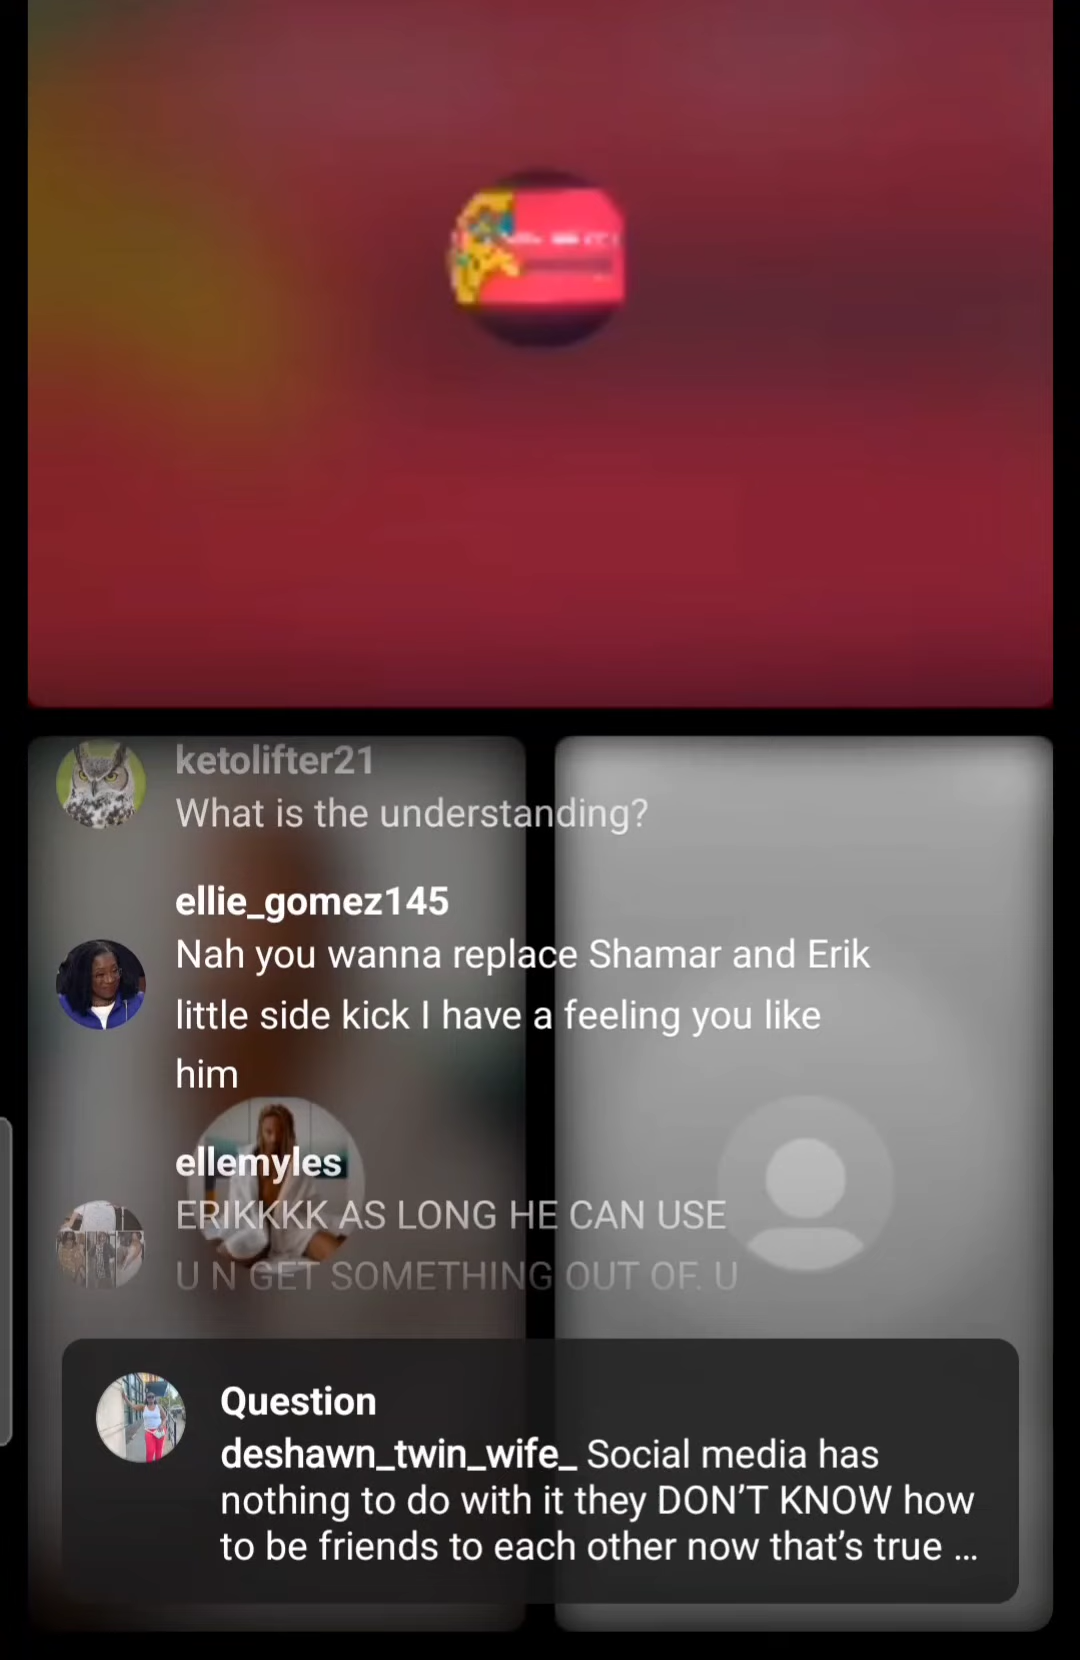 ketolifter21
What is the understanding?
ellie_gomez145
Nah you wanna replace Shamar and Erik
little side kick I have a feeling you like
him
ellemyles
ERIKKKK AS LONG HE CAN USE
U N GET SOMETHING OUT OF. U
Question
deshawn_twin_wife_ Social media has
nothing to do with it they DON'T KNOW how
to be friends to each other now that's true ...